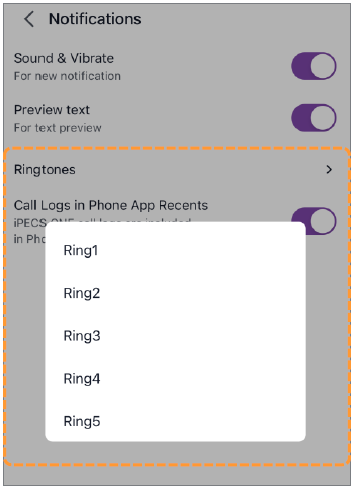 Notifications
Sound & Vibrate
For new notification
Preview text
For text preview
Ringtones
Call Logs in Phone App Recents
iPECS ONE call logs are included
in Pho
Ring1
Ring2
Ring3
Ring4
Ring5